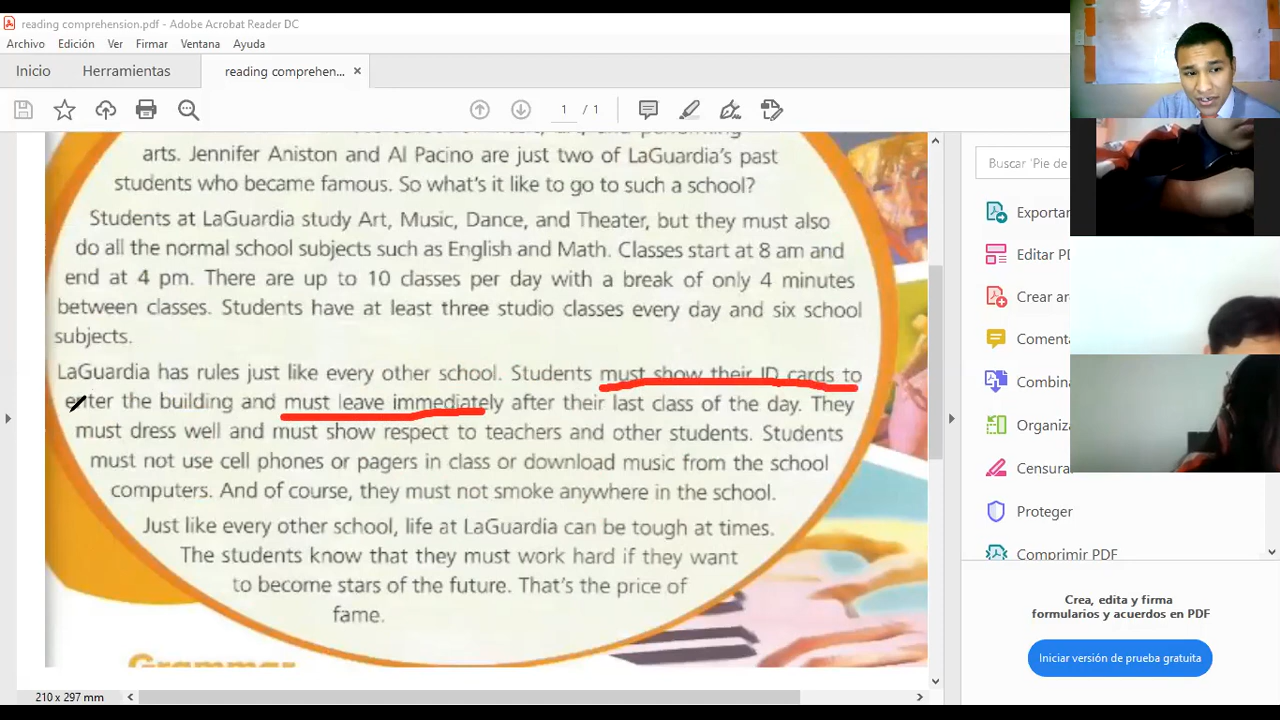 reading comprehension.pdf - Adobe Acrobat Reader DC
Archivo Edición Ver Firmar Ventana Ayuda
Inicio Herramientas reading comprehen... ×
1 / 1
arts. Jennifer Aniston and Al Pacino are just two of LaGuardia's past
students who became famous. So what's it like to go to such a school?
Students at LaGuardia study Art, Music, Dance, and Theater, but they must also
do all the normal school subjects such as English and Math. Classes start at 8 am and
end at 4 pm. There are up to 10 classes per day with a break of only 4 minutes
between classes. Students have at least three studio classes every day and six school
subjects.
LaGuardia has rules just like every other school. Students must show their ID cards to
enter the building and must leave immediately after their last class of the day. They
must dress well and must show respect to teachers and other students. Students
must not use cell phones or pagers in class or download music from the school
computers. And of course, they must not smoke anywhere in the school.
Just like every other school, life at LaGuardia can be tough at times.
The students know that they must work hard if they want
to become stars of the future. That's the price of
fame.
Grammar
210 x 297 mm
Buscar 'Pie de
Exportar
Editar PD
Crear ar
Comenta
Combina
Organiza
Censura
Proteger
Comprimir PDF
Crea, edita y firma
formularios y acuerdos en PDF
Iniciar versión de prueba gratuita